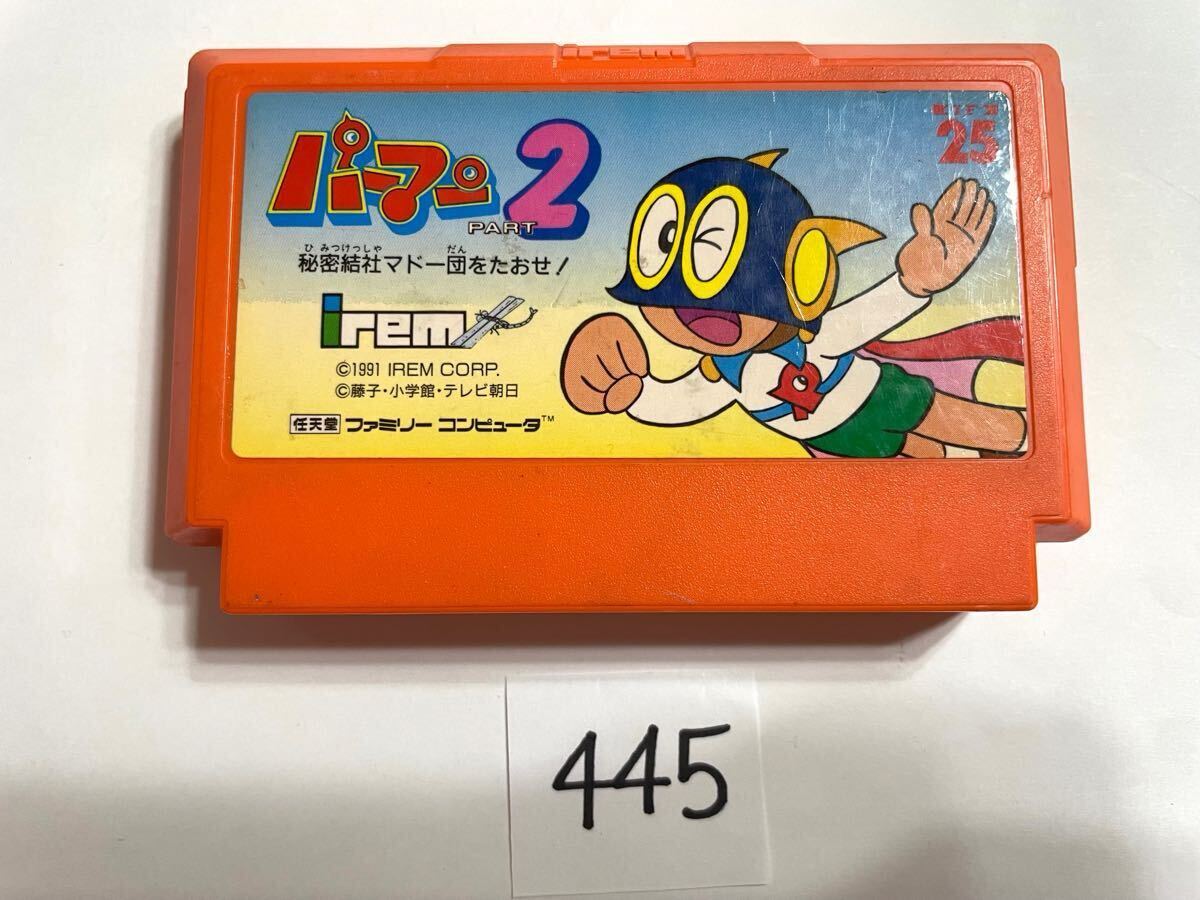 irem
パーマン
PART 2
ひみつけっしゃ だん
秘密結社マドー団をたおせ!
irem
25
©1991 IREM CORP.
©藤子・小学館・テレビ朝日
任天堂 ファミリー コンピュータ™
445